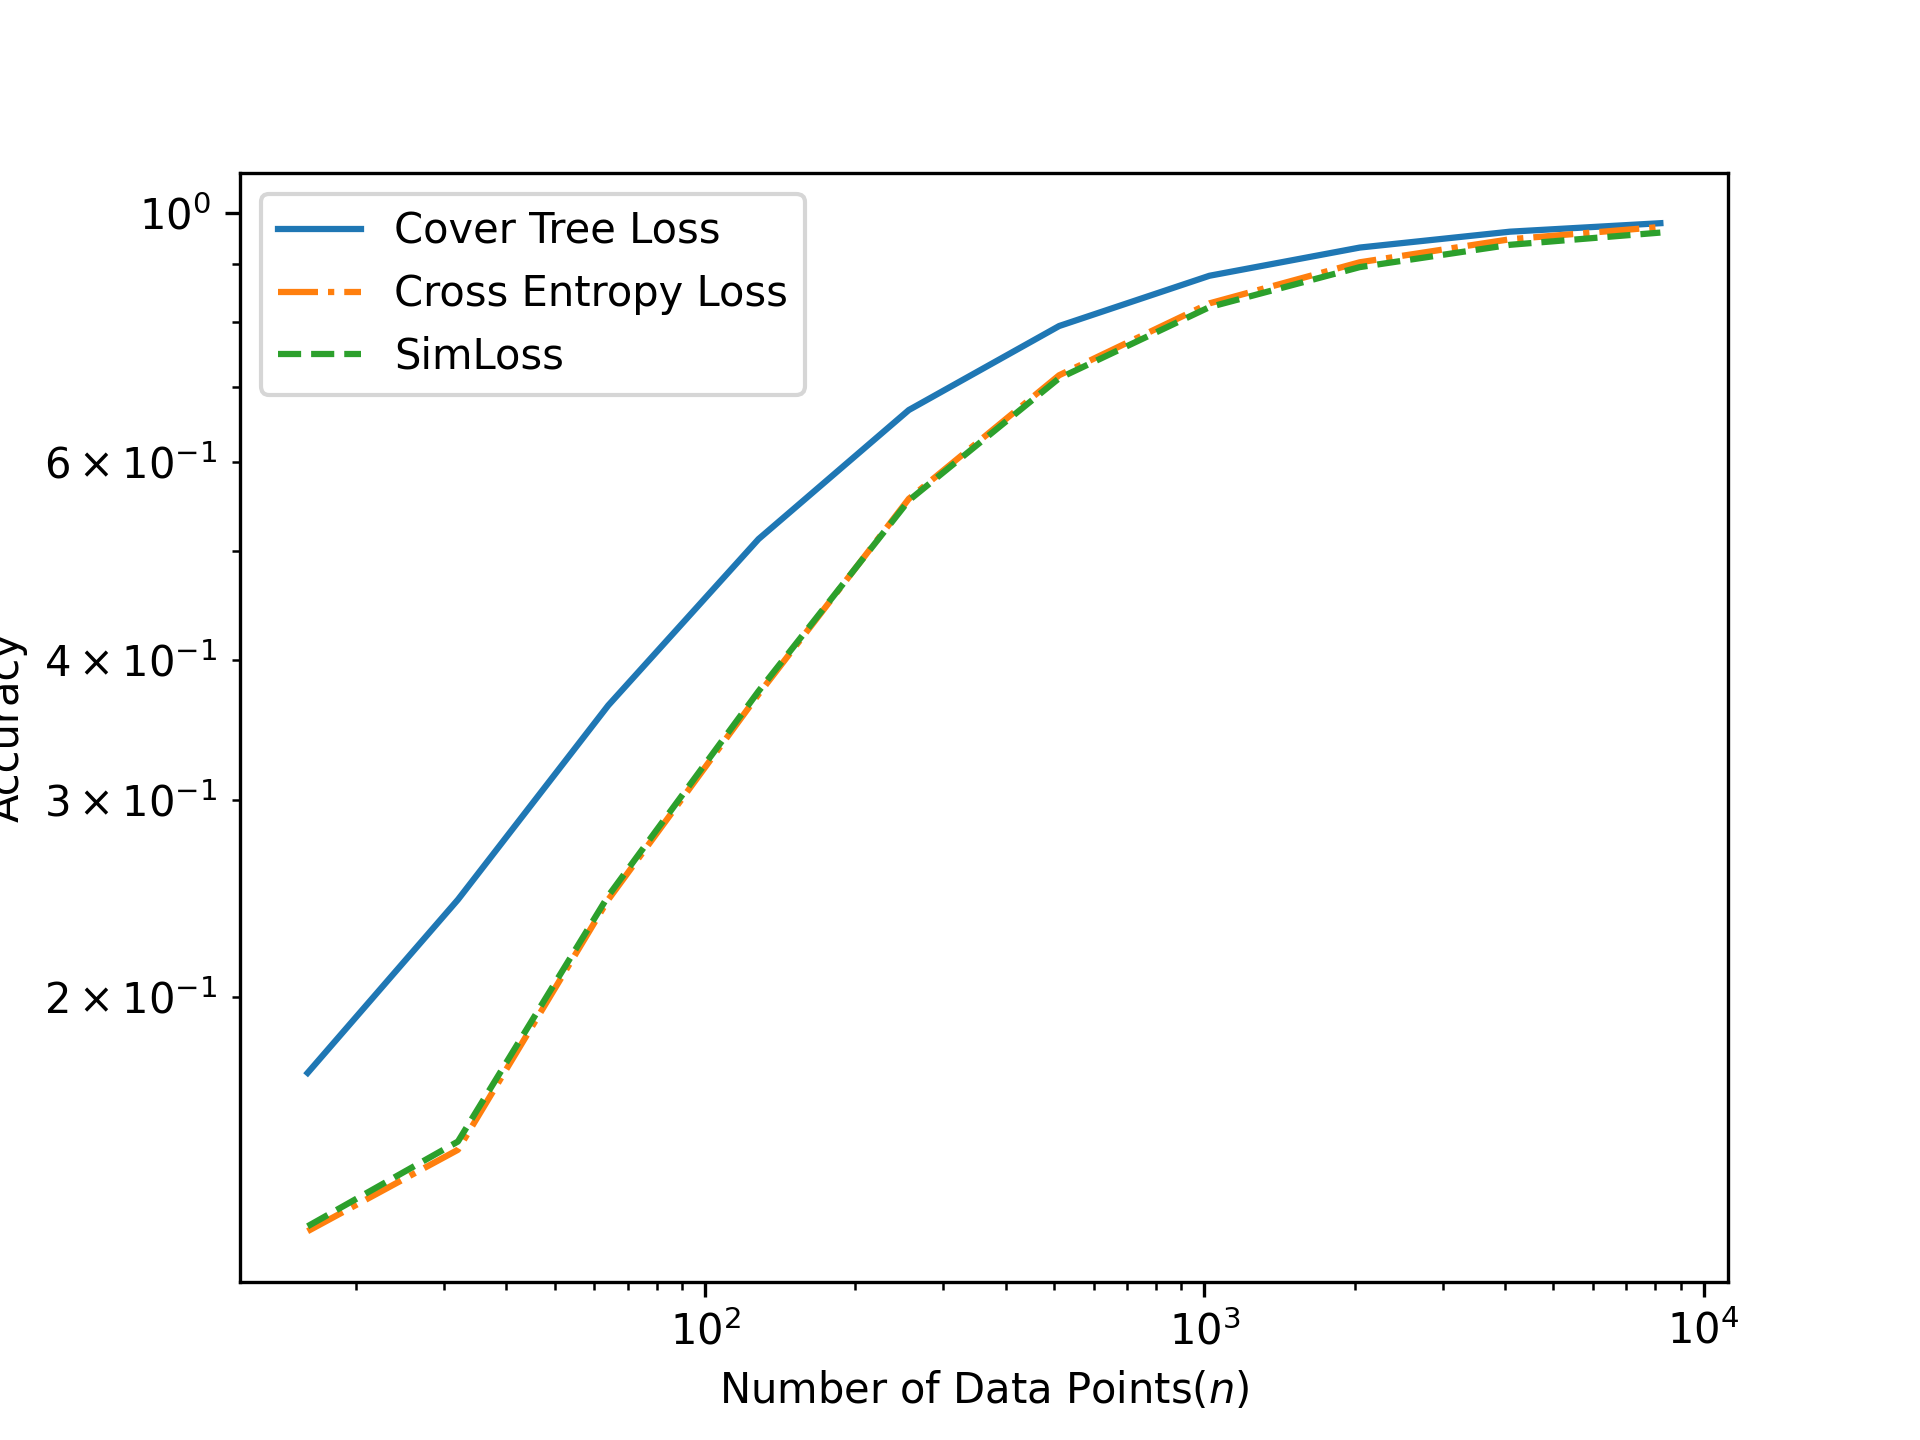 10⁰
6 × 10⁻¹
4 × 10⁻¹
3 × 10⁻¹
2 × 10⁻¹
Accuracy
Cover Tree Loss
Cross Entropy Loss
SimLoss
10² 10³ 10⁴
Number of Data Points(n)